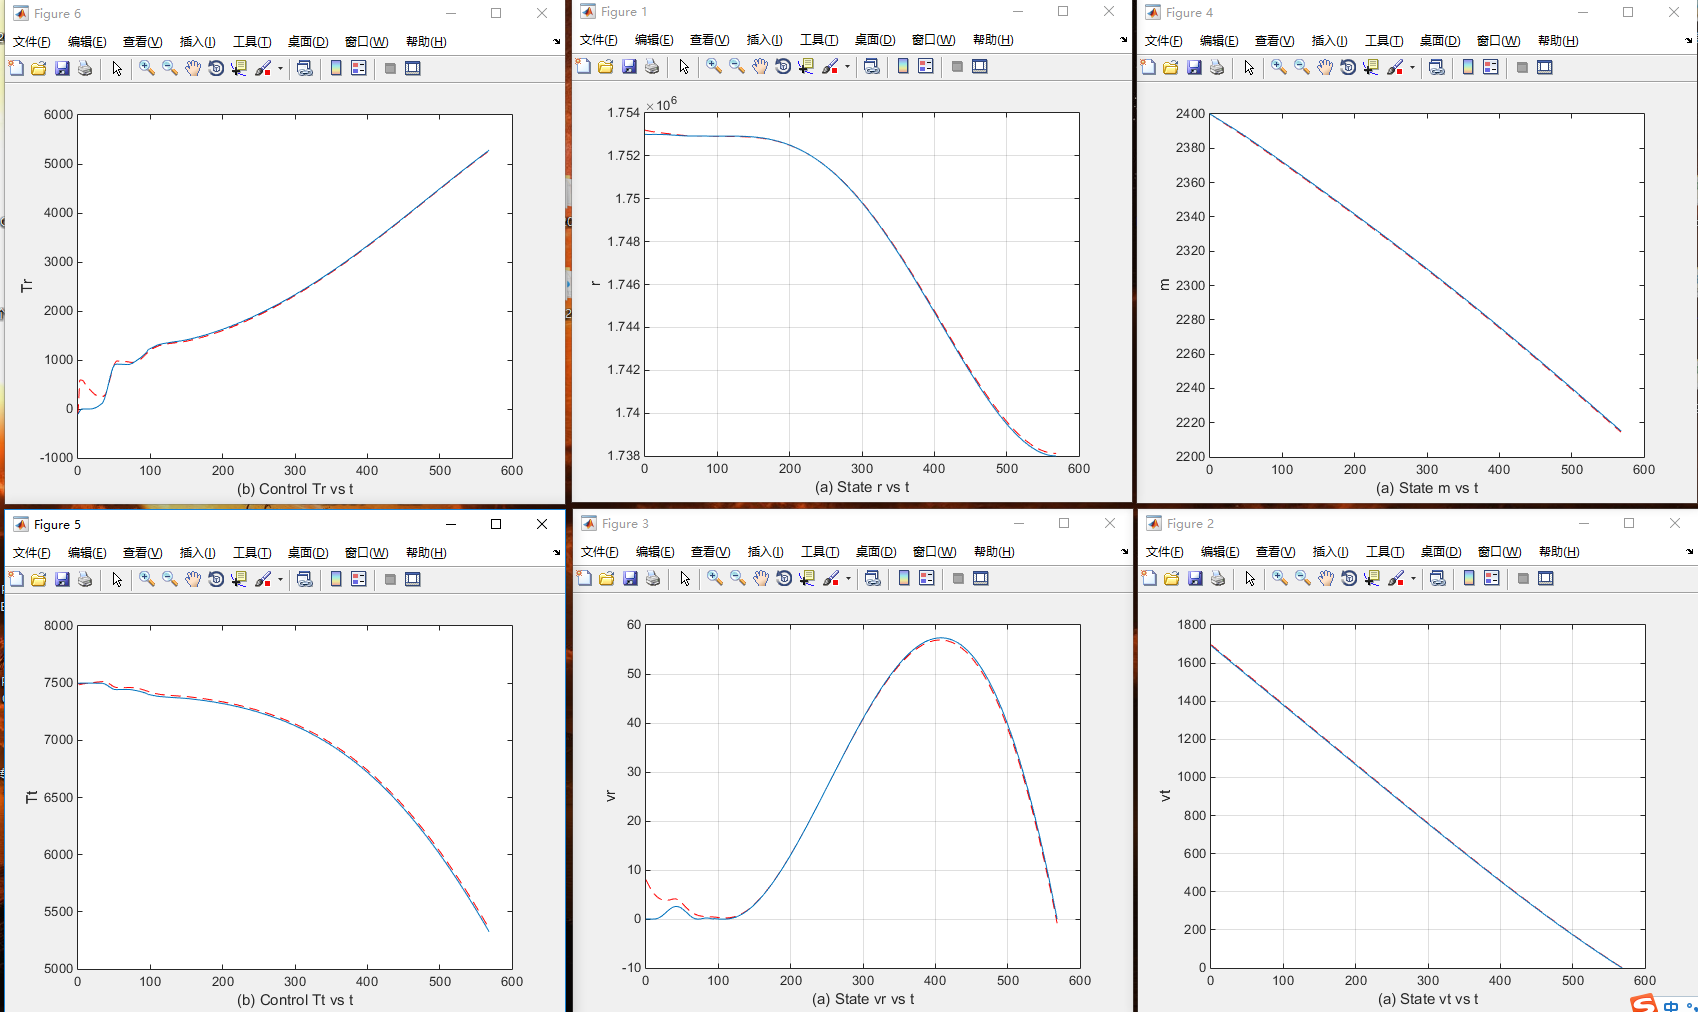 Figure 6
文件(F) 编辑(E) 查看(V) 插入(I) 工具(T) 桌面(D) 窗口(W) 帮助(H)
6000
5000
4000
3000
2000
1000
0
-1000
Tr
0 100 200 300 400 500 600
(b) Control Tr vs t
Figure 1
文件(F) 编辑(E) 查看(V) 插入(I) 工具(T) 桌面(D) 窗口(W) 帮助(H)
×10^6
1.754
1.752
1.75
1.748
1.746
1.744
1.742
1.74
1.738
r
0 100 200 300 400 500 600
(a) State r vs t
Figure 4
文件(F) 编辑(E) 查看(V) 插入(I) 工具(T) 桌面(D) 窗口(W) 帮助(H)
2400
2380
2360
2340
2320
2300
2280
2260
2240
2220
2200
m
0 100 200 300 400 500 600
(a) State m vs t
Figure 5
文件(F) 编辑(E) 查看(V) 插入(I) 工具(T) 桌面(D) 窗口(W) 帮助(H)
8000
7500
7000
6500
6000
5500
5000
Tt
0 100 200 300 400 500 600
(b) Control Tt vs t
Figure 3
文件(F) 编辑(E) 查看(V) 插入(I) 工具(T) 桌面(D) 窗口(W) 帮助(H)
60
50
40
30
20
10
0
-10
vr
0 100 200 300 400 500 600
(a) State vr vs t
Figure 2
文件(F) 编辑(E) 查看(V) 插入(I) 工具(T) 桌面(D) 窗口(W) 帮助(H)
1800
1600
1400
1200
1000
800
600
400
200
0
vt
0 100 200 300 400 500 600
(a) State vt vs t
中